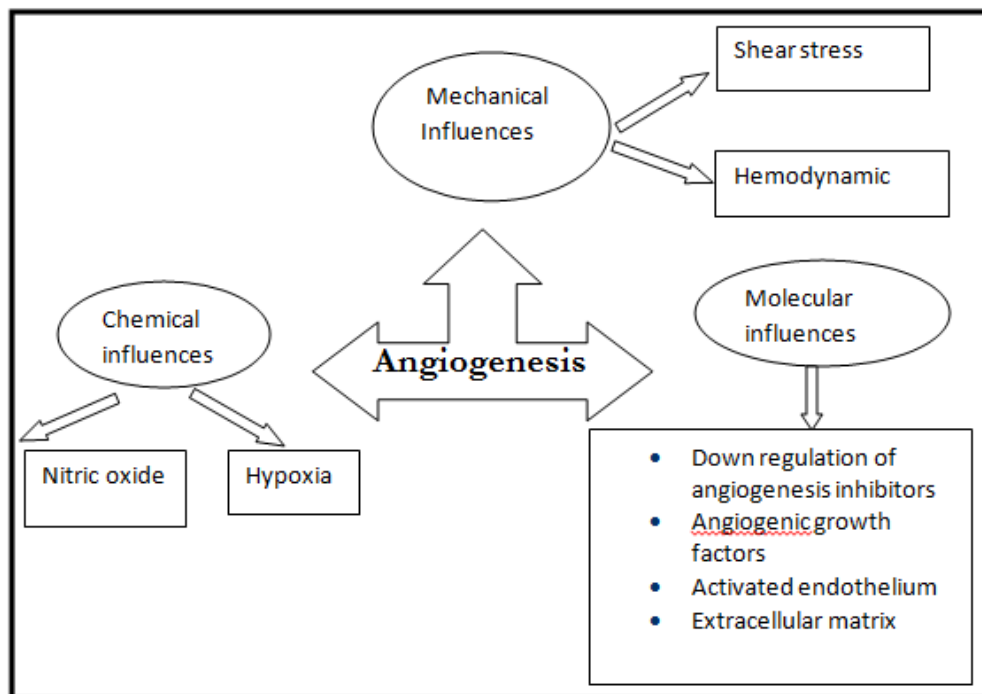 Shear stress
Mechanical
Influences
Hemodynamic
Molecular
influences
Chemical
influences
Angiogenesis
Nitric oxide
Hypoxia
• Down regulation of
angiogenesis inhibitors
• Angiogenic growth
factors
• Activated endothelium
• Extracellular matrix